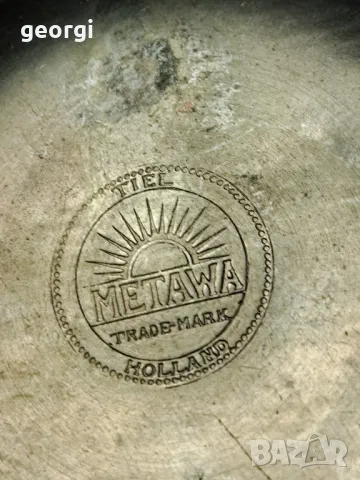 georgi
TIEL
METAWA
TRADE-MARK
HOLLAND
BAZAR